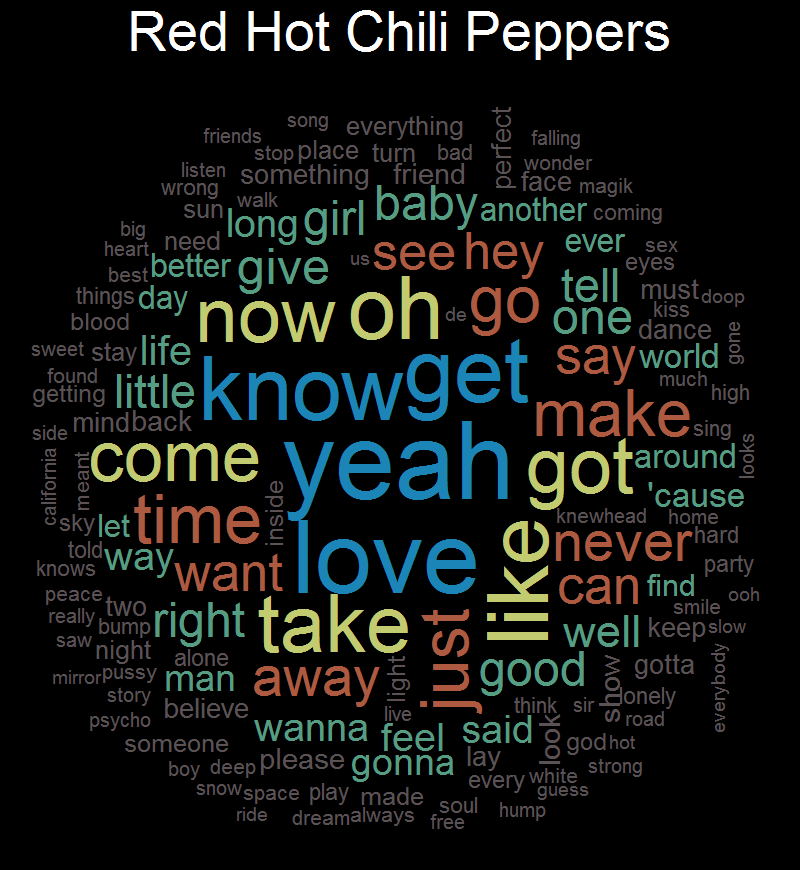 Red Hot Chili Peppers
song
friends
everything
perfect
falling
stop
place
turn
bad
wonder
listen
something
friend
face
magik
wrong
walk
sun
long
girl
baby
another
coming
big
need
us
see
hey
ever
sex
heart
better
give
eyes
best
things
day
now
oh
de
go
tell
must
doop
kiss
blood
one
dance
gone
sweet
stay
life
say
world
found
know
get
much
high
getting
little
make
mind
back
sing
side
come
yeah
got
around
looks
california
meant
'cause
sky
let
time
inside
knew
head
home
told
way
never
hard
knows
want
love
like
can
find
party
peace
ooh
really
two
smile
bump
right
take
just
well
keep
slow
saw
night
alone
good
show
gotta
everybody
mirror
pussy
man
away
light
story
believe
live
think
sir
lonely
psycho
wanna
feel
said
look
road
someone
please
gonna
lay
god
hot
boy
deep
every
white
strong
snow
space
play
made
soul
guess
ride
dream
always
free
hump